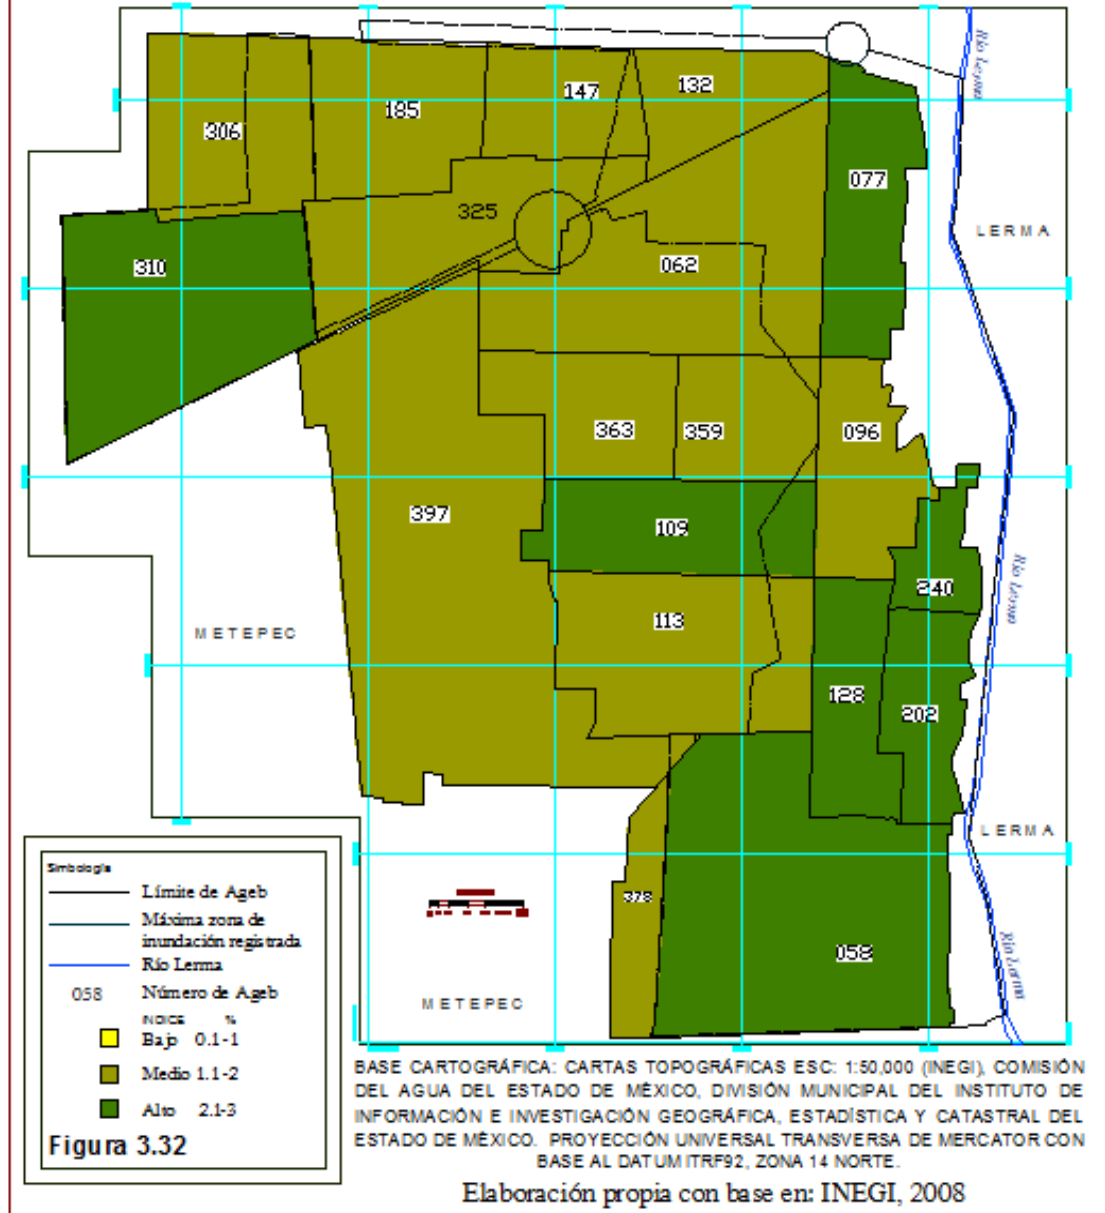 Río Lerma
306
185
147
132
077
325
310
062
LERMA
363
359
096
397
109
240
Río Lerma
113
METEPEC
128
202
LERMA
378
058
Río Lerma
METEPEC
Simbología
Límite de Ageb
Máxima zona de
inundación registrada
Río Lerma
058 Número de Ageb
INDICE %
Bajo 0.1-1
Medio 1.1-2
Alto 2.1-3
Figura 3.32
BASE CARTOGRÁFICA: CARTAS TOPOGRÁFICAS ESC: 1:50,000 (INEGI), COMISIÓN
DEL AGUA DEL ESTADO DE MÉXICO, DIVISIÓN MUNICIPAL DEL INSTITUTO DE
INFORMACIÓN E INVESTIGACIÓN GEOGRÁFICA, ESTADÍSTICA Y CATASTRAL DEL
ESTADO DE MÉXICO. PROYECCIÓN UNIVERSAL TRANSVERSA DE MERCATOR CON
BASE AL DATUM ITRF92, ZONA 14 NORTE.
Elaboración propia con base en: INEGI, 2008